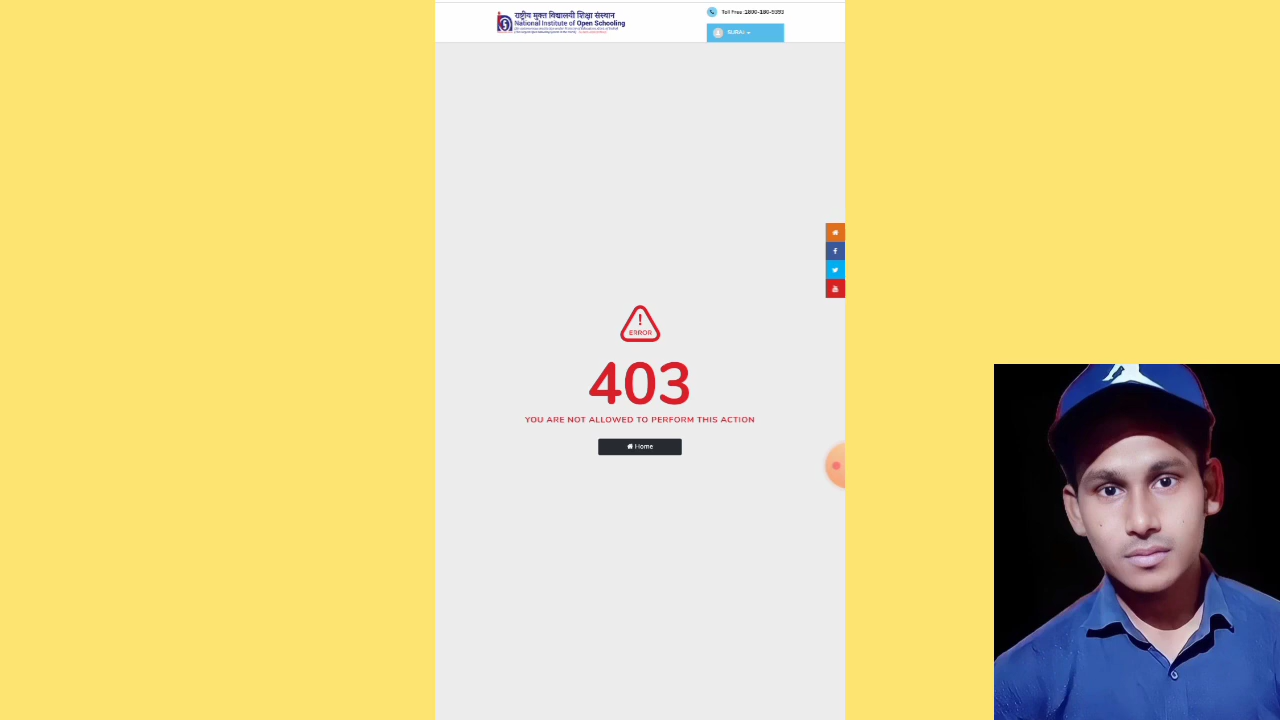 राष्ट्रीय मुक्त विद्यालयी शिक्षा संस्थान
National Institute of Open Schooling
Toll Free :1800-180-9393
SURAJ
ERROR
403
YOU ARE NOT ALLOWED TO PERFORM THIS ACTION
Home